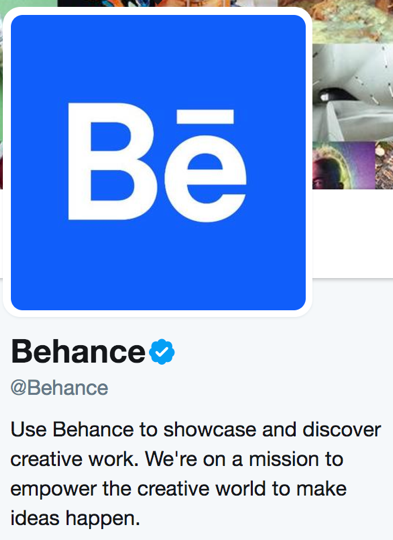 Bē
Behance
@Behance
Use Behance to showcase and discover
creative work. We're on a mission to
empower the creative world to make
ideas happen.